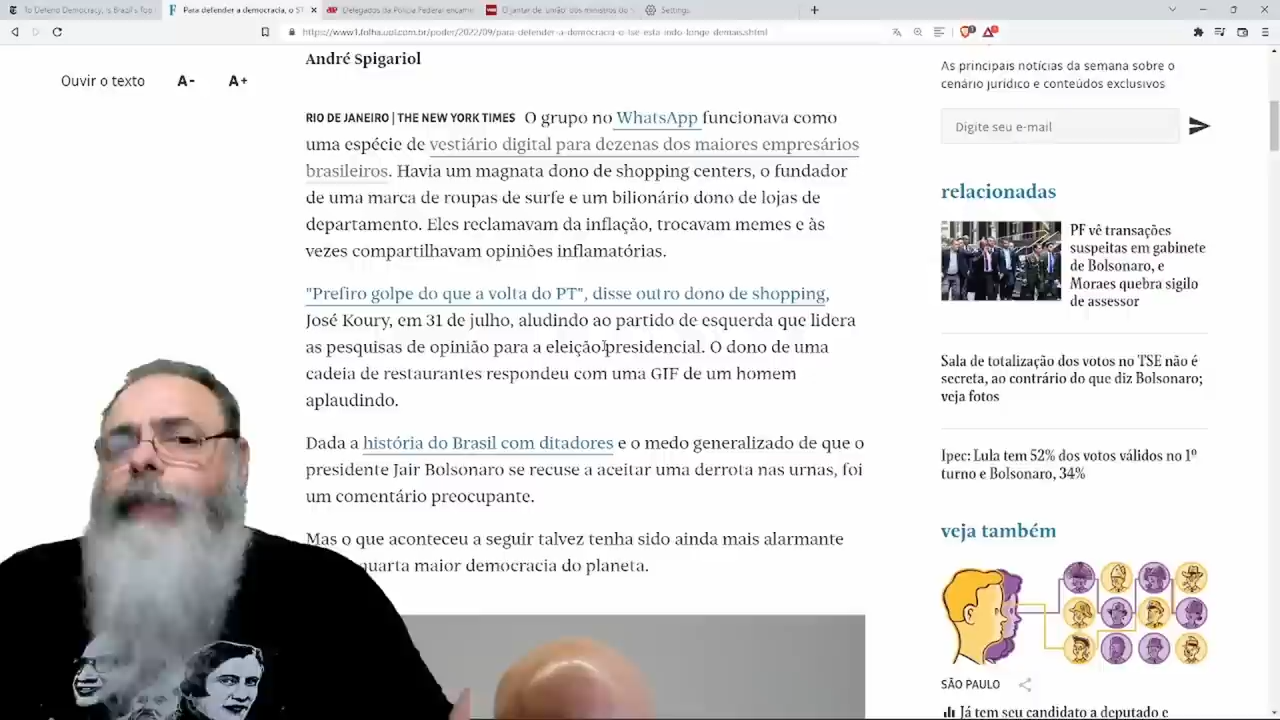 To Defend Democracy, Is Brazil's Top
Para defender a democracia, o ST
Delegados da Polícia Federal encami
O jantar de 'união' dos ministros do
Settings
https://www1.folha.uol.com.br/poder/2022/09/para-defender-a-democracia-o-tse-esta-indo-longe-demais.shtml
Ouvir o texto A- A+
André Spigariol
RIO DE JANEIRO | THE NEW YORK TIMES O grupo no WhatsApp funcionava como
uma espécie de vestiário digital para dezenas dos maiores empresários
brasileiros. Havia um magnata dono de shopping centers, o fundador
de uma marca de roupas de surfe e um bilionário dono de lojas de
departamento. Eles reclamavam da inflação, trocavam memes e às
vezes compartilhavam opiniões inflamatórias.
"Prefiro golpe do que a volta do PT", disse outro dono de shopping,
José Koury, em 31 de julho, aludindo ao partido de esquerda que lidera
as pesquisas de opinião para a eleição presidencial. O dono de uma
cadeia de restaurantes respondeu com uma GIF de um homem
aplaudindo.
Dada a história do Brasil com ditadores e o medo generalizado de que o
presidente Jair Bolsonaro se recuse a aceitar uma derrota nas urnas, foi
um comentário preocupante.
Mas o que aconteceu a seguir talvez tenha sido ainda mais alarmante
quarta maior democracia do planeta.
As principais notícias da semana sobre o
cenário jurídico e conteúdos exclusivos
Digite seu e-mail
relacionadas
PF vê transações
suspeitas em gabinete
de Bolsonaro, e
Moraes quebra sigilo
de assessor
Sala de totalização dos votos no TSE não é
secreta, ao contrário do que diz Bolsonaro;
veja fotos
Ipec: Lula tem 52% dos votos válidos no 1º
turno e Bolsonaro, 34%
veja também
SÃO PAULO
Já tem seu candidato a deputado e